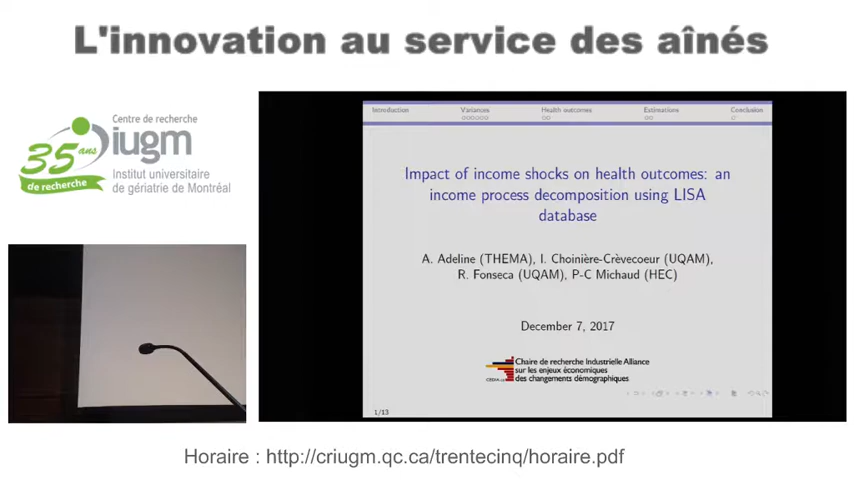 L'innovation au service des aînés
35 ans
de recherche
Centre de recherche
iugm
Institut universitaire
de gériatrie de Montréal
Introduction Variances Health outcomes Estimations Conclusion
Impact of income shocks on health outcomes: an
income process decomposition using LISA
database
A. Adeline (THEMA), I. Choinière-Crèvecoeur (UQAM),
R. Fonseca (UQAM), P-C Michaud (HEC)
December 7, 2017
Chaire de recherche Industrielle Alliance
sur les enjeux économiques
des changements démographiques
1/13
Horaire : http://criugm.qc.ca/trentecinq/horaire.pdf